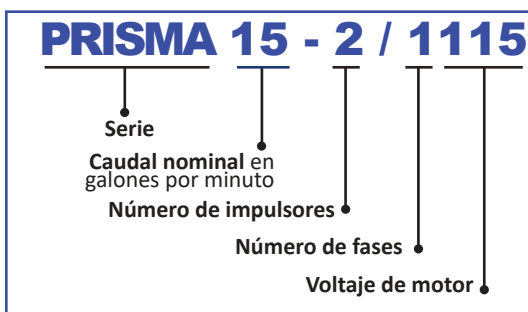 PRISMA 15 - 2 / 1115
Serie
Caudal nominal en
galones por minuto
Número de impulsores
Número de fases
Voltaje de motor